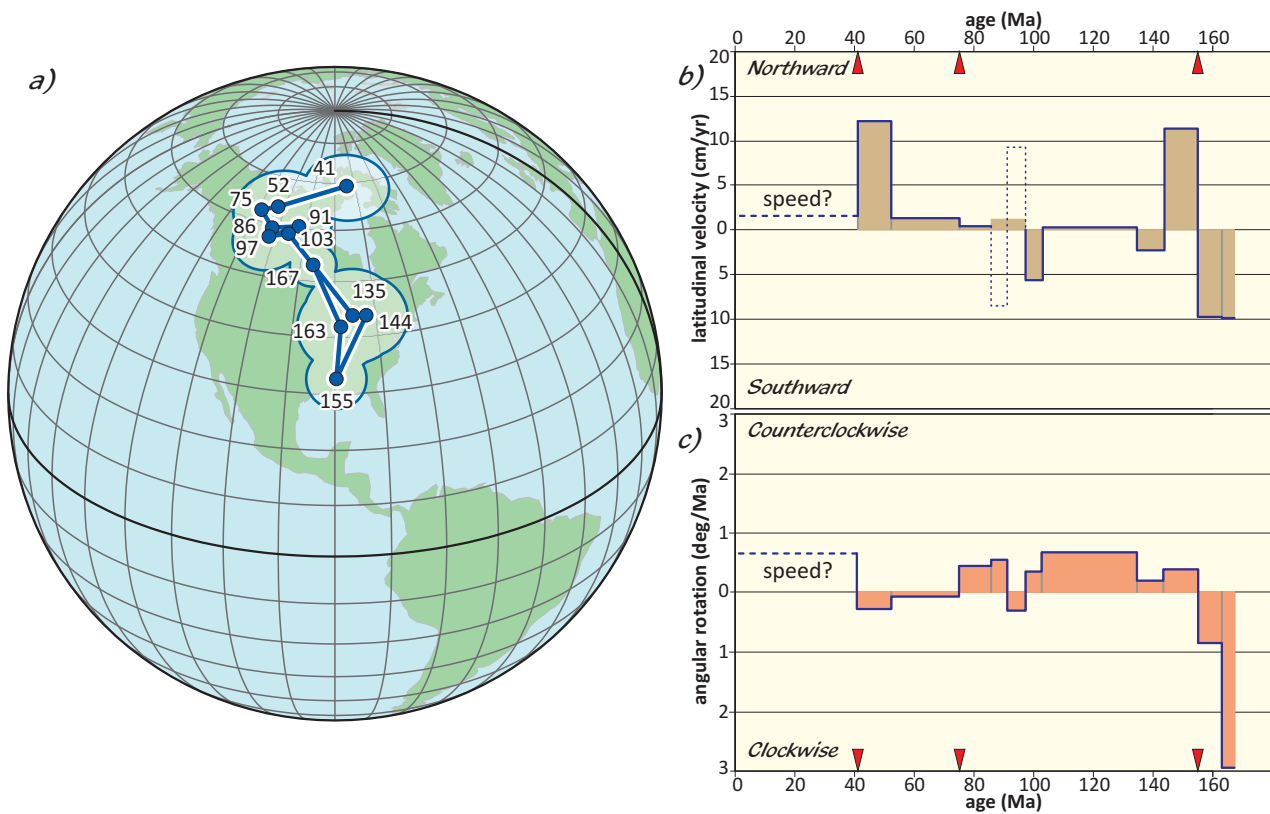 a)
41
52
75
91
86
103
97
167
135
163
144
155
age (Ma)
0 20 40 60 80 100 120 140 160
b)
Northward
latitudinal velocity (cm/yr)
20
15
10
5
0
5
10
15
20
speed?
Southward
c)
Counterclockwise
angular rotation (deg/Ma)
3
2
1
0
1
2
3
speed?
Clockwise
0 20 40 60 80 100 120 140 160
age (Ma)